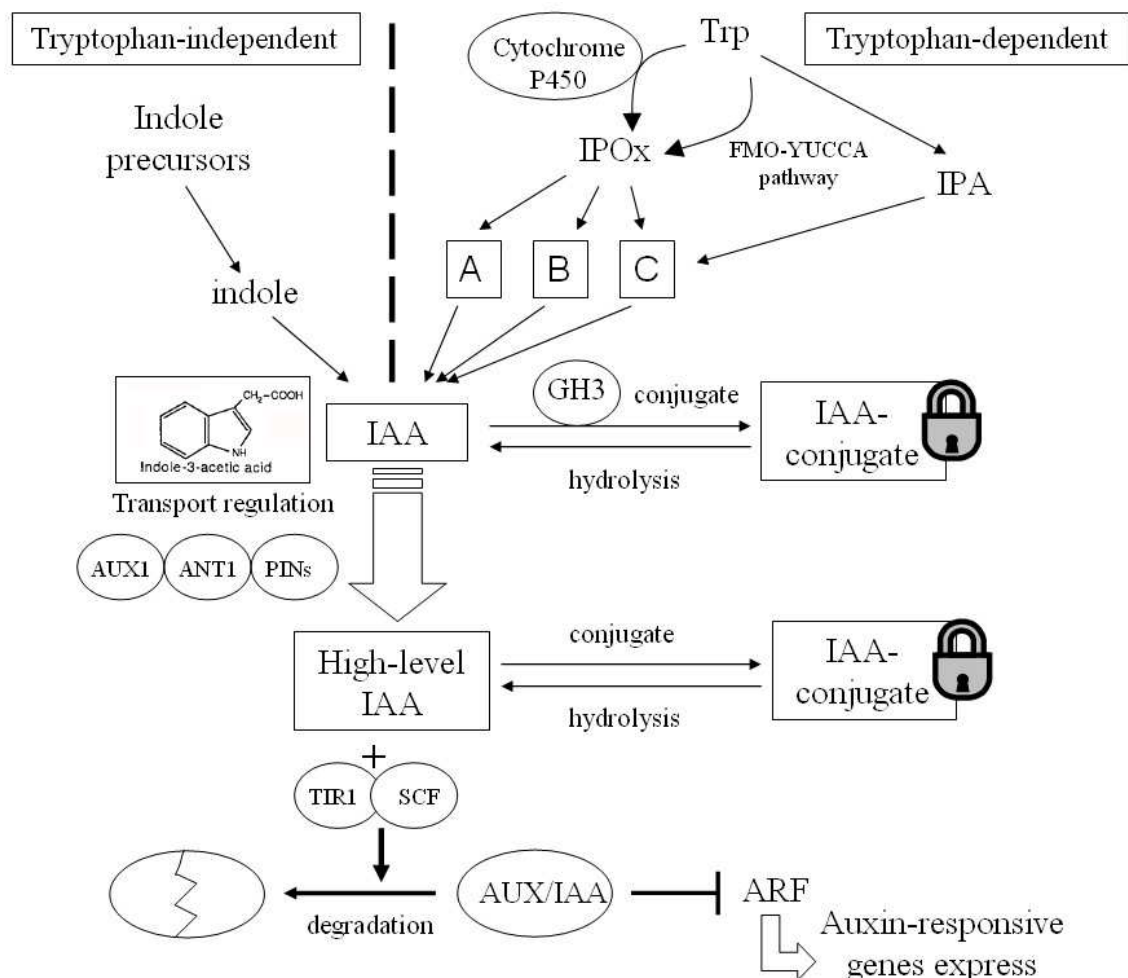 Tryptophan-independent
Cytochrome
P450
Trp
Tryptophan-dependent
Indole
precursors
IPOx
FMO-YUCCA
pathway
IPA
A
B
C
indole
CH₂-COOH
NH
Indole-3-acetic acid
IAA
GH3
conjugate
hydrolysis
IAA-
conjugate
Transport regulation
AUX1
ANT1
PINs
High-level
IAA
conjugate
hydrolysis
IAA-
conjugate
+
TIR1
SCF
degradation
AUX/IAA
ARF
Auxin-responsive
genes express